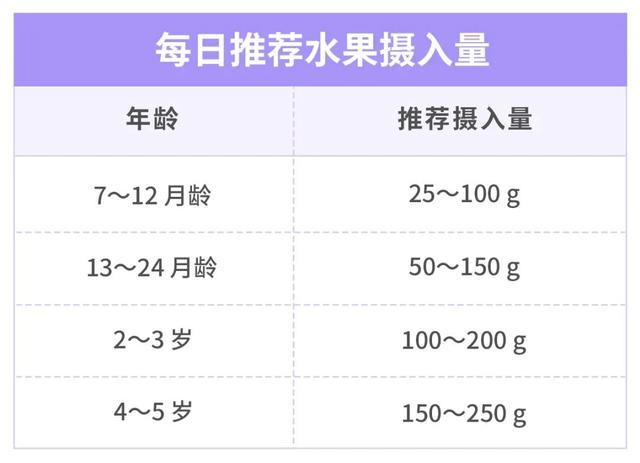 每日推荐水果摄入量
年龄 推荐摄入量
7～12 月龄 25～100 g
13～24 月龄 50～150 g
2～3 岁 100～200 g
4～5 岁 150～250 g